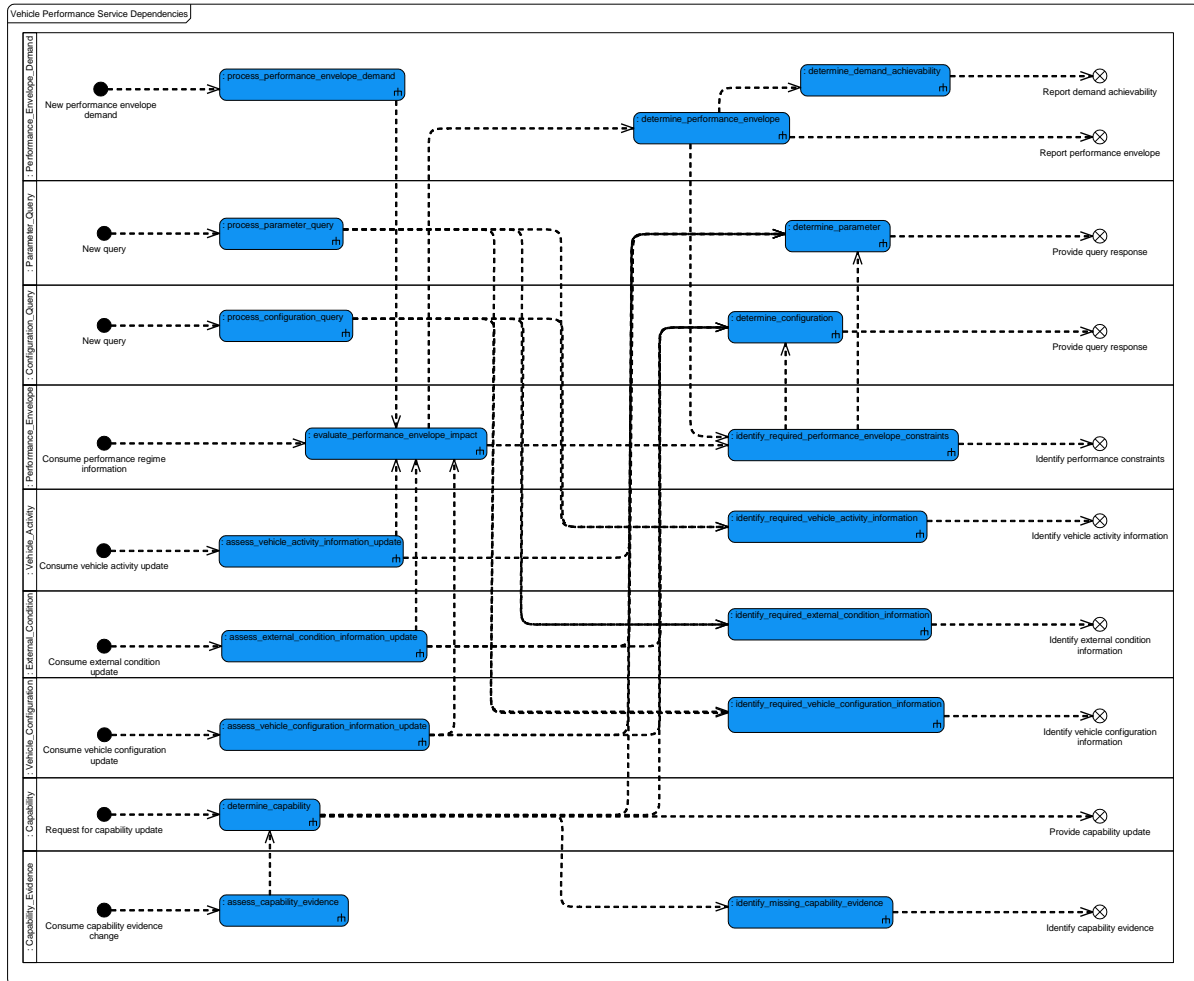 Vehicle Performance Service Dependencies
: Performance_Envelope_Demand
New performance envelope
demand
: process_performance_envelope_demand
: determine_demand_achievability
Report demand achievability
: determine_performance_envelope
Report performance envelope
: Parameter_Query
New query
: process_parameter_query
: determine_parameter
Provide query response
: Configuration_Query
New query
: process_configuration_query
: determine_configuration
Provide query response
: Performance_Envelope
Consume performance regime
information
: evaluate_performance_envelope_impact
: identify_required_performance_envelope_constraints
Identify performance constraints
: Vehicle_Activity
Consume vehicle activity update
: assess_vehicle_activity_information_update
: identify_required_vehicle_activity_information
Identify vehicle activity information
: External_Condition
Consume external condition
update
: assess_external_condition_information_update
: identify_required_external_condition_information
Identify external condition
information
: Vehicle_Configuration
Consume vehicle configuration
update
: assess_vehicle_configuration_information_update
: identify_required_vehicle_configuration_information
Identify vehicle configuration
information
: Capability
Request for capability update
: determine_capability
Provide capability update
: Capability_Evidence
Consume capability evidence
change
: assess_capability_evidence
: identify_missing_capability_evidence
Identify capability evidence